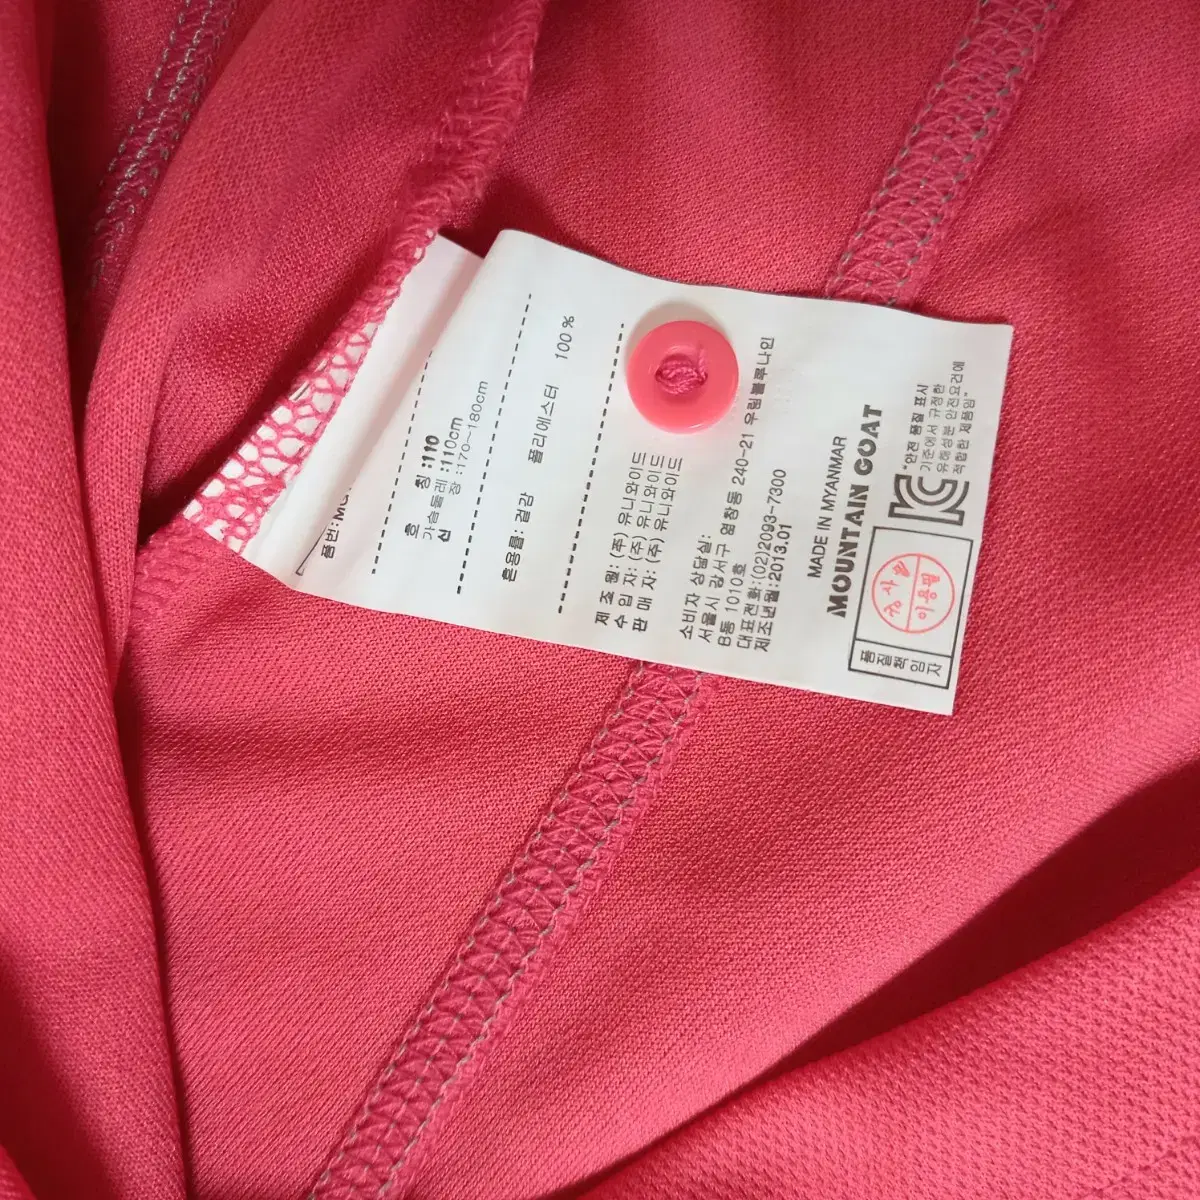 품번:MG
호 칭:110
가슴둘레:110cm
신 장:170~180cm
혼용률:겉감 폴리에스터 100%
제 조 원: (주) 유니와이드
수 입 자: (주) 유니와이드
판 매 자: (주) 유니와이드
소비자 상담실:
서울시 강서구 염창동 240-21 우림블루나인
B동 1010호
대표전화:(02)2093-7300
제조년월:2013.01
MADE IN MYANMAR
MOUNTAIN GOAT
"안전 품질 표시
기준에서 규정한
유해성분 안전요건에
적합한 제품임"
품질책임자
검사
이용필